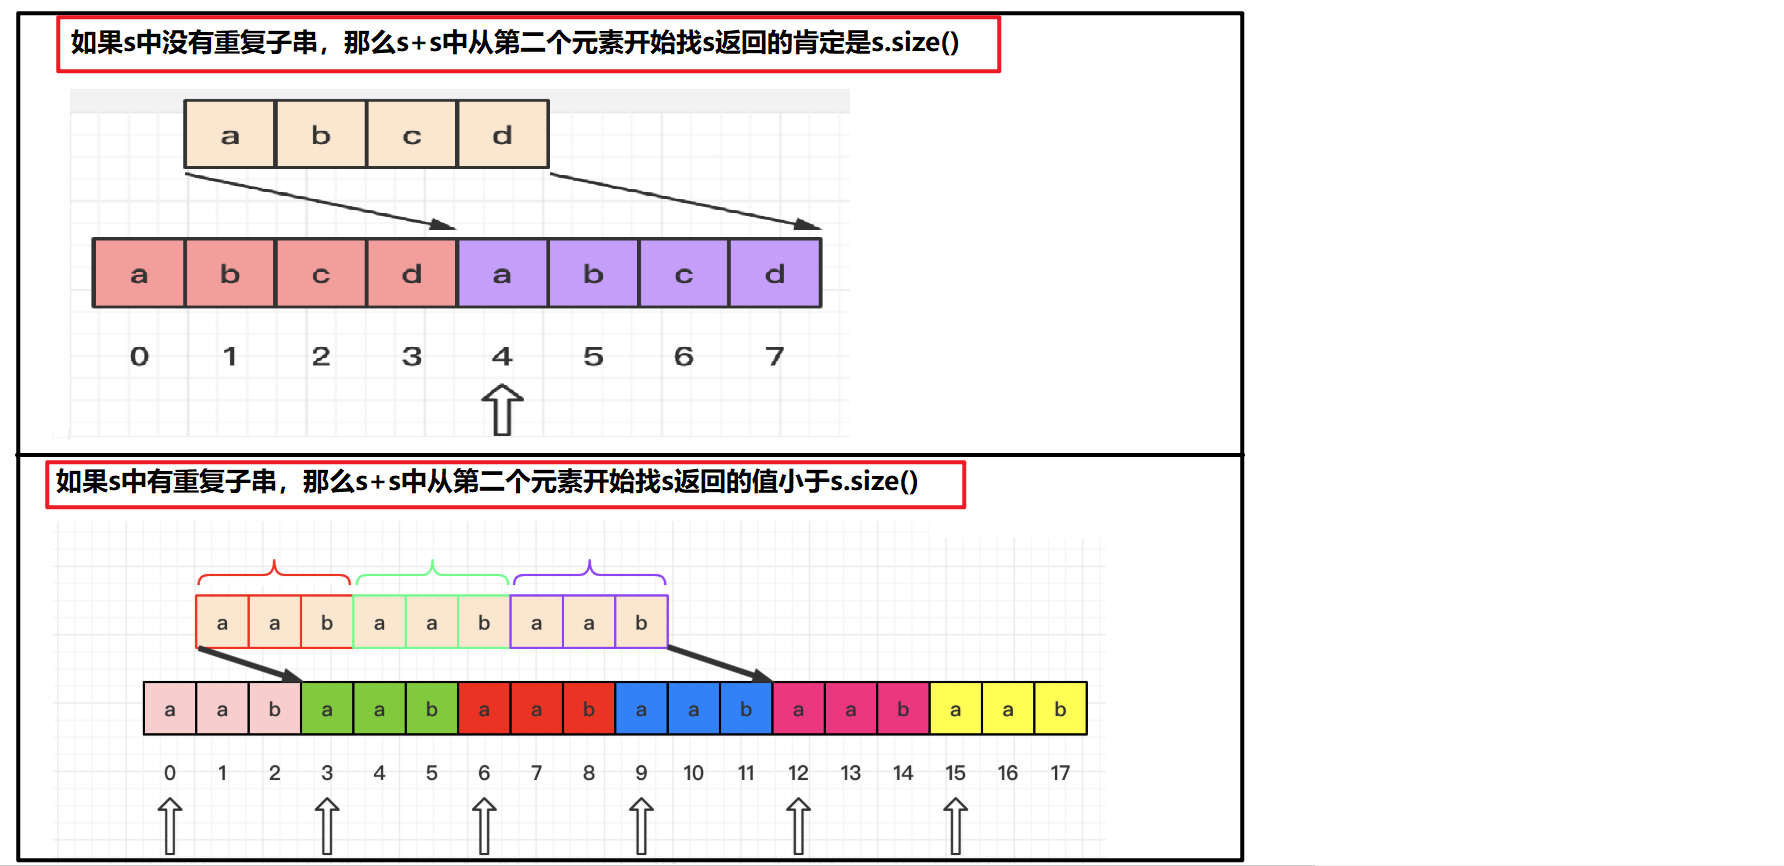 如果s中没有重复子串，那么s+s中从第二个元素开始找s返回的肯定是s.size()
a b c d
a b c d a b c d
0 1 2 3 4 5 6 7
如果s中有重复子串，那么s+s中从第二个元素开始找s返回的值小于s.size()
a a b a a b a a b
a a b a a b a a b a a b a a b a a b
0 1 2 3 4 5 6 7 8 9 10 11 12 13 14 15 16 17